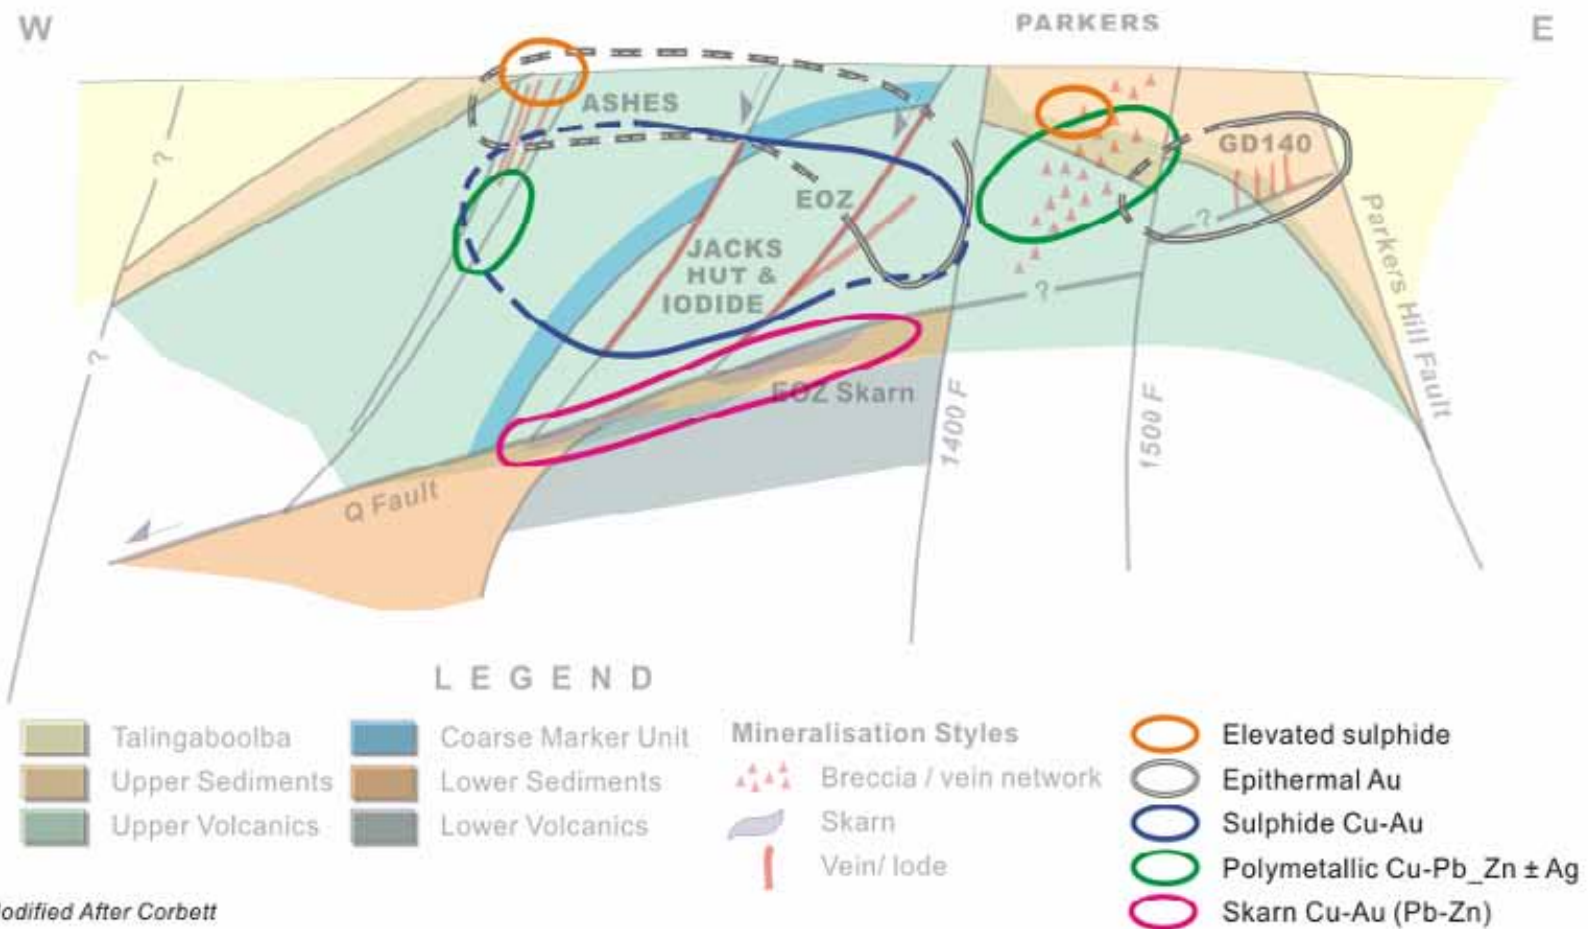 W
PARKERS
E
ASHES
GD140
?
EOZ
?
JACKS
HUT &
IODIDE
?
?
Parkers Hill Fault
EOZ Skarn
1400 F
1500 F
Q Fault
LEGEND
Talingaboolba
Upper Sediments
Upper Volcanics
Coarse Marker Unit
Lower Sediments
Lower Volcanics
Mineralisation Styles
Breccia / vein network
Skarn
Vein/ lode
Elevated sulphide
Epithermal Au
Sulphide Cu-Au
Polymetallic Cu-Pb_Zn ± Ag
Skarn Cu-Au (Pb-Zn)
odified After Corbett